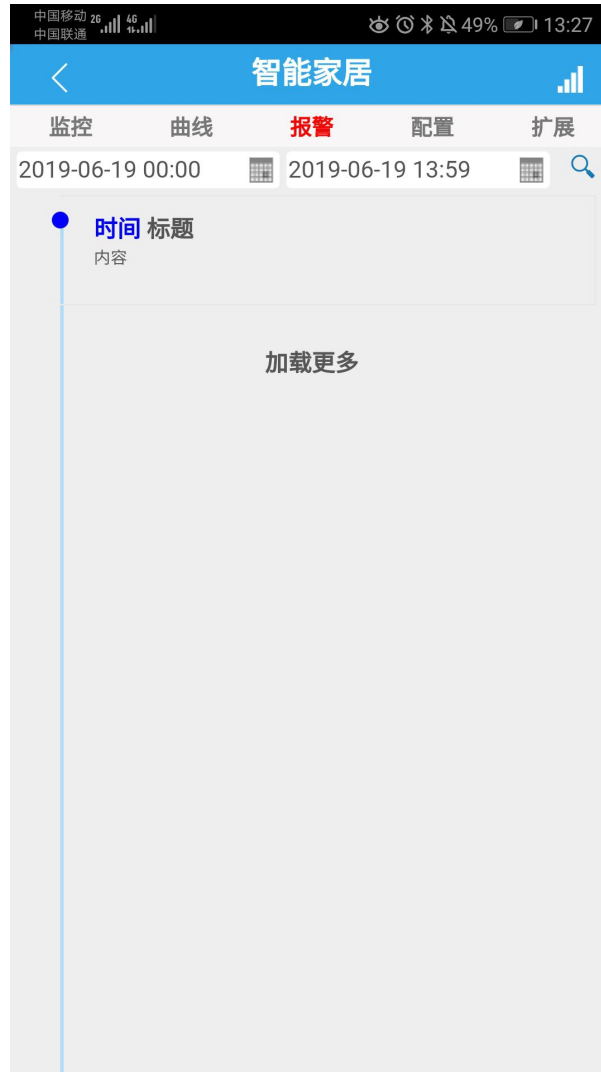 中国移动 2G 4G 49% 13:27
中国联通
智能家居
监控 曲线 报警 配置 扩展
2019-06-19 00:00 2019-06-19 13:59
时间 标题
内容
加载更多